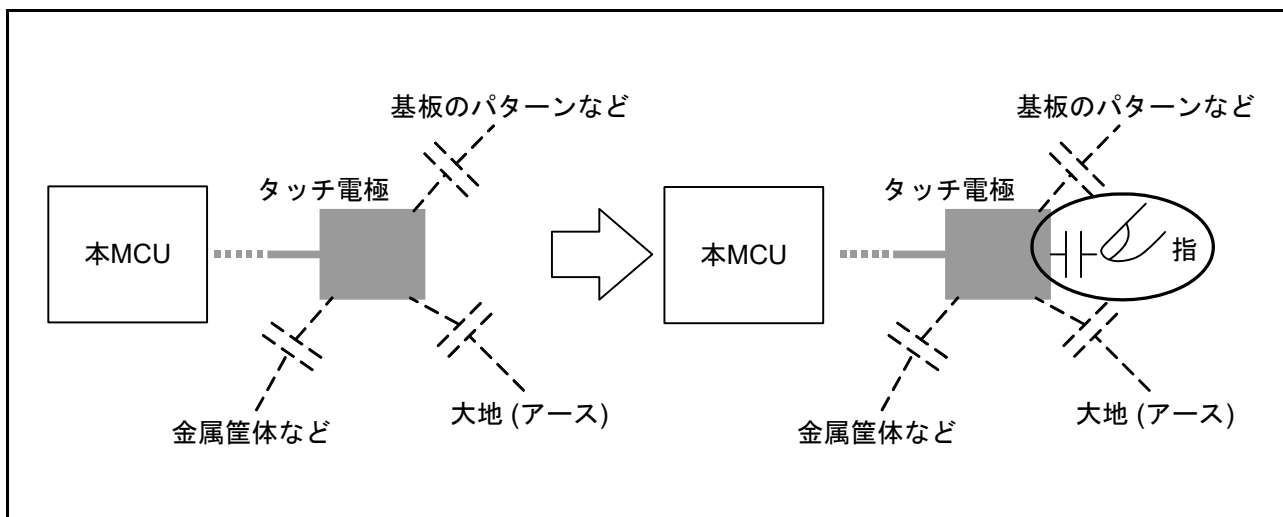 基板のパターンなど
タッチ電極
本MCU
金属筐体など
大地 (アース)
基板のパターンなど
タッチ電極
本MCU
指
金属筐体など
大地 (アース)